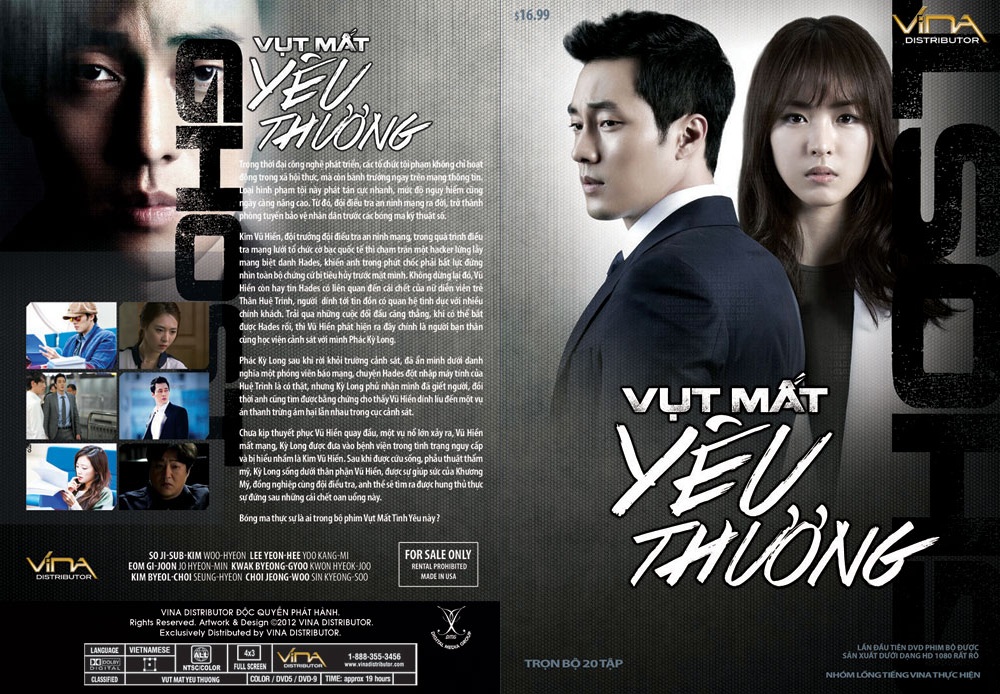 VỤT MẤT
YÊU
THƯƠNG
GHOST
Trong thời đại công nghệ phát triển, các tổ chức tội phạm không chỉ hoạt
động trong xã hội thực, mà còn bành trướng ngay trên mạng thông tin.
Loại hình phạm tội này phát tán cực nhanh, mức độ nguy hiểm cũng
ngày càng nâng cao. Từ đó, đội điều tra an ninh mạng ra đời, trở thành
phòng tuyến bảo vệ nhân dân trước các bóng ma kỹ thuật số.
Kim Vũ Hiền, đội trưởng đội điều tra an ninh mạng, trong quá trình điều
tra mạng lưới tổ chức cờ bạc quốc tế thì chạm trán một hacker lừng lẫy
mang biệt danh Hades, khiến anh trong phút chốc phải bất lực đứng
nhìn toàn bộ chứng cứ bị tiêu hủy trước mặt mình. Không dừng lại đó, Vũ
Hiền còn hay tin Hades có liên quan đến cái chết của nữ diễn viên trẻ
Thân Huệ Trinh, người dính tới tin đồn có quan hệ tình dục với nhiều
chính khách. Trải qua những cuộc đối đầu căng thẳng, khi có thể bắt
được Hades rồi, thì Vũ Hiền phát hiện ra đây chính là người bạn thân
cùng học viện cảnh sát với mình Phác Kỳ Long.
Phác Kỳ Long sau khi rời khỏi trường cảnh sát, đã ẩn mình dưới danh
nghĩa một phóng viên báo mạng, chuyện Hades đột nhập máy tính của
Huệ Trinh là có thật, nhưng Kỳ Long phủ nhận mình đã giết người, đồng
thời anh cũng tìm được bằng chứng cho thấy Vũ Hiền dính líu đến một vụ
án thanh trừng ám hại lẫn nhau trong cục cảnh sát.
Chưa kịp thuyết phục Vũ Hiền quay đầu, một vụ nổ lớn xảy ra, Vũ Hiền
mất mạng, Kỳ Long được đưa vào bệnh viện trong tình trạng nguy cấp
và bị hiểu nhầm là Kim Vũ Hiền. Sau khi được cứu sống, phẫu thuật thẩm
mỹ, Kỳ Long sống dưới thân phận Vũ Hiền, được sự giúp sức của Khương
Mỹ, đồng nghiệp cùng đội điều tra, anh thề sẽ tìm ra được hung thủ thực
sự đứng sau những cái chết oan uổng này.
Bóng ma thực sự là ai trong bộ phim Vụt Mất Tình Yêu này?
VINA
DISTRIBUTOR
SO JI-SUB-KIM WOO-HYEON LEE YEON-HEE YOO KANG-MI
EOM GI-JOON JO HYEON-MIN KWAK BYEONG-GYOO KWON HYEOK-JOO
KIM BYEOL-CHOI SEUNG-HYEON CHOI JEONG-WOO SIN KYEONG-SOO
FOR SALE ONLY
RENTAL PROHIBITED
MADE IN USA
VINA DISTRIBUTOR ĐỘC QUYỀN PHÁT HÀNH.
Rights Reserved. Artwork & Design ©2012 VINA DISTRIBUTOR.
Exclusively Distributed by VINA DISTRIBUTOR.
DIGITAL MEDIA GROUP
LANGUAGE VIETNAMESE ALL 4x3 VINA 1-888-355-3456
DOLBY DIGITAL NTSC/COLOR FULL SCREEN DISTRIBUTOR www.vinadistributor.com
CLASSIFIED VUT MAT YEU THUONG COLOR / DVD5 / DVD-9 TIME: approx 19 hours
$16.99
VINA
DISTRIBUTOR
GHOST
VỤT MẤT
YÊU
THƯƠNG
TRỌN BỘ 20 TẬP
LẦN ĐẦU TIÊN DVD PHIM BỘ ĐƯỢC
SẢN XUẤT DƯỚI DẠNG HD 1080 RẤT RÕ
NHÓM LỒNG TIẾNG VINA THỰC HIỆN